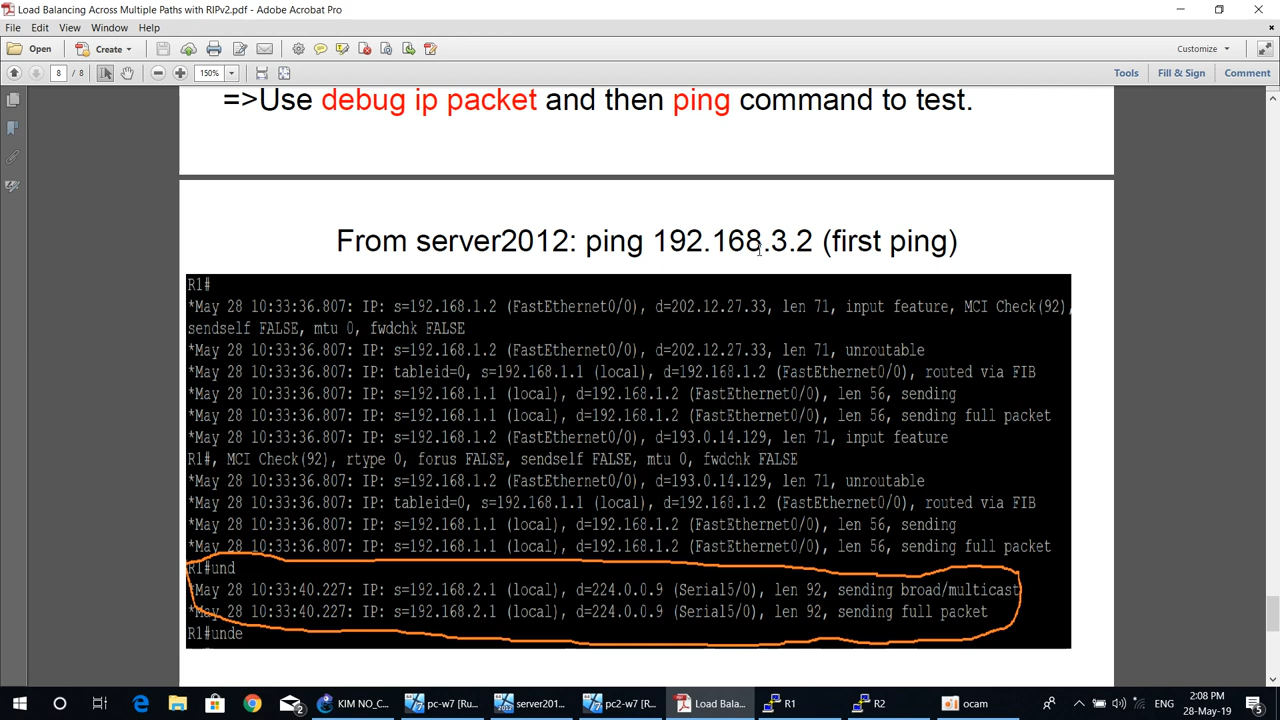 Load Balancing Across Multiple Paths with RIPv2.pdf - Adobe Acrobat Pro
File Edit View Window Help
Open Create Customize
8 / 8 150% Tools Fill & Sign Comment
=>Use debug ip packet and then ping command to test.
From server2012: ping 192.168.3.2 (first ping)
R1#
*May 28 10:33:36.807: IP: s=192.168.1.2 (FastEthernet0/0), d=202.12.27.33, len 71, input feature, MCI Check(92),
sendself FALSE, mtu 0, fwdchk FALSE
*May 28 10:33:36.807: IP: s=192.168.1.2 (FastEthernet0/0), d=202.12.27.33, len 71, unroutable
*May 28 10:33:36.807: IP: tableid=0, s=192.168.1.1 (local), d=192.168.1.2 (FastEthernet0/0), routed via FIB
*May 28 10:33:36.807: IP: s=192.168.1.1 (local), d=192.168.1.2 (FastEthernet0/0), len 56, sending
*May 28 10:33:36.807: IP: s=192.168.1.1 (local), d=192.168.1.2 (FastEthernet0/0), len 56, sending full packet
*May 28 10:33:36.807: IP: s=192.168.1.2 (FastEthernet0/0), d=193.0.14.129, len 71, input feature
R1#, MCI Check(92), rtype 0, forus FALSE, sendself FALSE, mtu 0, fwdchk FALSE
*May 28 10:33:36.807: IP: s=192.168.1.2 (FastEthernet0/0), d=193.0.14.129, len 71, unroutable
*May 28 10:33:36.807: IP: tableid=0, s=192.168.1.1 (local), d=192.168.1.2 (FastEthernet0/0), routed via FIB
*May 28 10:33:36.807: IP: s=192.168.1.1 (local), d=192.168.1.2 (FastEthernet0/0), len 56, sending
*May 28 10:33:36.807: IP: s=192.168.1.1 (local), d=192.168.1.2 (FastEthernet0/0), len 56, sending full packet
R1#und
*May 28 10:33:40.227: IP: s=192.168.2.1 (local), d=224.0.0.9 (Serial5/0), len 92, sending broad/multicast
*May 28 10:33:40.227: IP: s=192.168.2.1 (local), d=224.0.0.9 (Serial5/0), len 92, sending full packet
R1#unde
2 KIM NO_C... pc-w7 [Ru... server201... pc2-w7 [R... Load Bala... R1 R2 ocam 2:08 PM
28-May-19 5